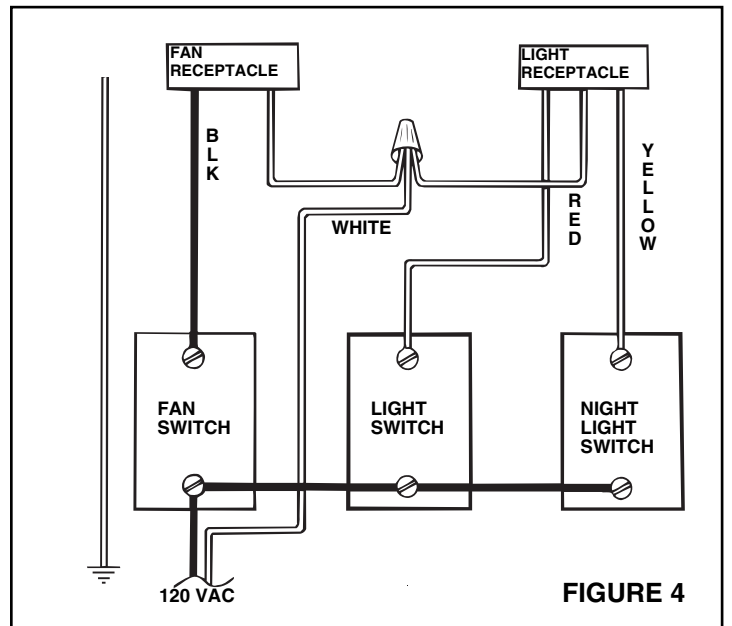 FAN
RECEPTACLE
LIGHT
RECEPTACLE
BLK
YELLOW
RED
WHITE
FAN
SWITCH
LIGHT
SWITCH
NIGHT
LIGHT
SWITCH
120 VAC
FIGURE 4